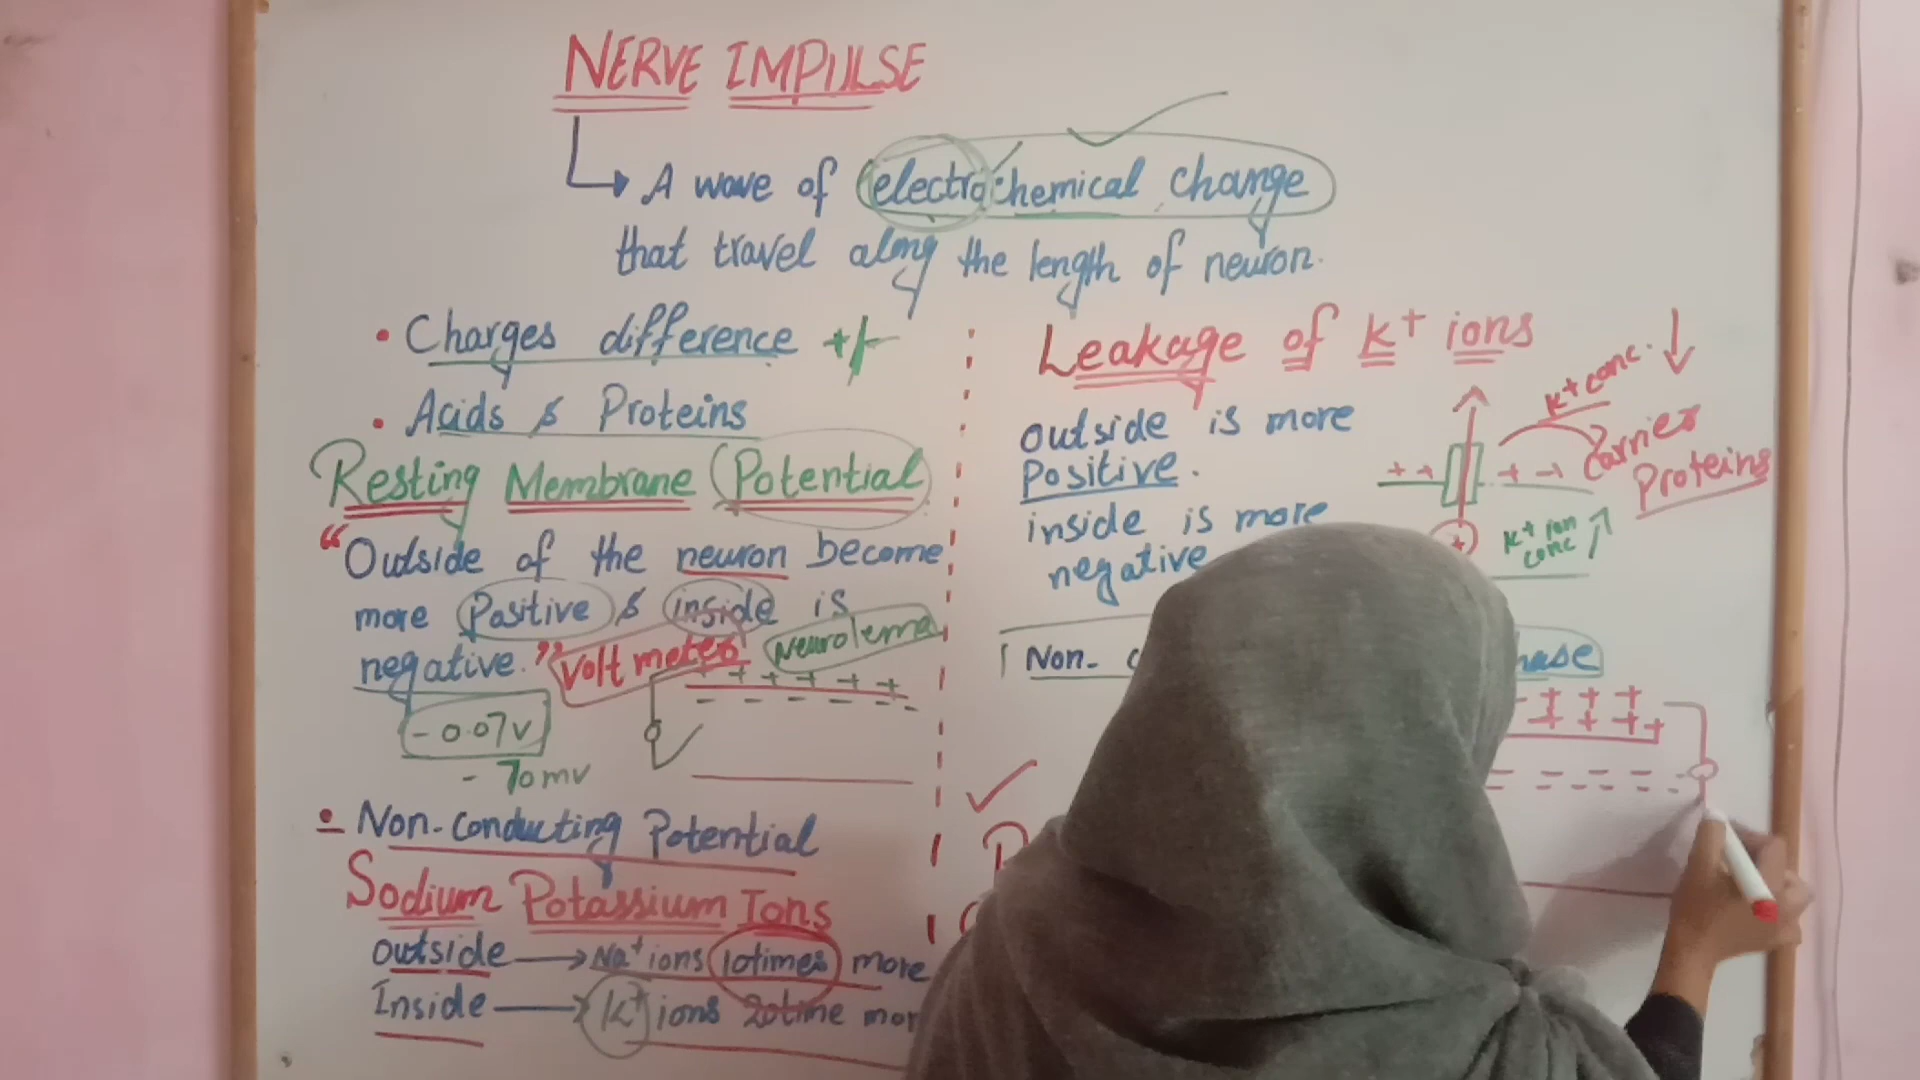 NERVE IMPULSE
A wave of electrochemical change
that travel along the length of neuron.
• Charges difference +/-
• Acids & Proteins
Resting Membrane Potential
"Outside of the neuron become
more Positive & inside is
negative."
Volt meter
Neurolema
+ + + + +
- - - - - -
- 0.07v
- 70mv
• Non-conducting Potential
Sodium Potassium Ions
outside → Na+ ions 10times more
Inside → K+ ions 20time mor
Leakage of K+ ions
outside is more
Positive.
inside is more
negative
K+ conc. ↓
Carrier
Proteins
+ +
+
K+ ion
conc ↑
Non-
+ + +
+ + + +